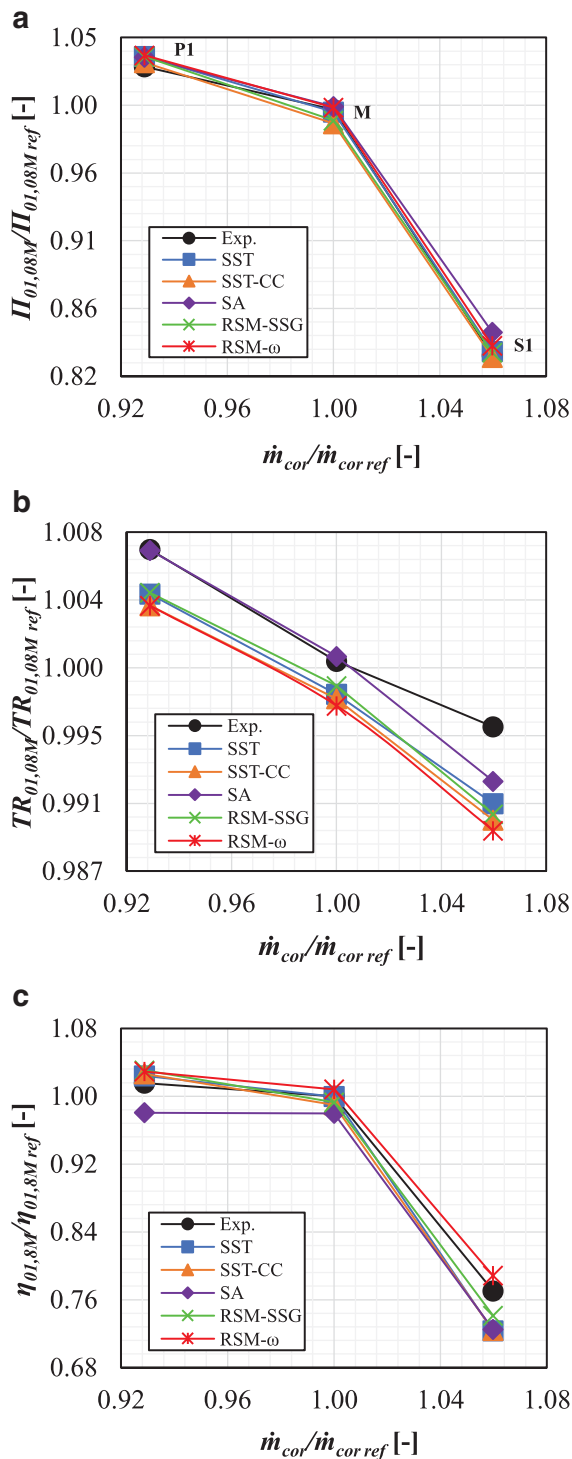 a
1.05
1.00
0.96
0.91
0.86
0.82
Π01,08M/Π01,08M ref [-]
P1
M
S1
Exp.
SST
SST-CC
SA
RSM-SSG
RSM-ω
0.92 0.96 1.00 1.04 1.08
ṁcor/ṁcor ref [-]
b
1.008
1.004
1.000
0.995
0.991
0.987
TR01,08M/TR01,08M ref [-]
Exp.
SST
SST-CC
SA
RSM-SSG
RSM-ω
0.92 0.96 1.00 1.04 1.08
ṁcor/ṁcor ref [-]
c
1.08
1.00
0.92
0.84
0.76
0.68
η01,8M/η01,8M ref [-]
Exp.
SST
SST-CC
SA
RSM-SSG
RSM-ω
0.92 0.96 1.00 1.04 1.08
ṁcor/ṁcor ref [-]